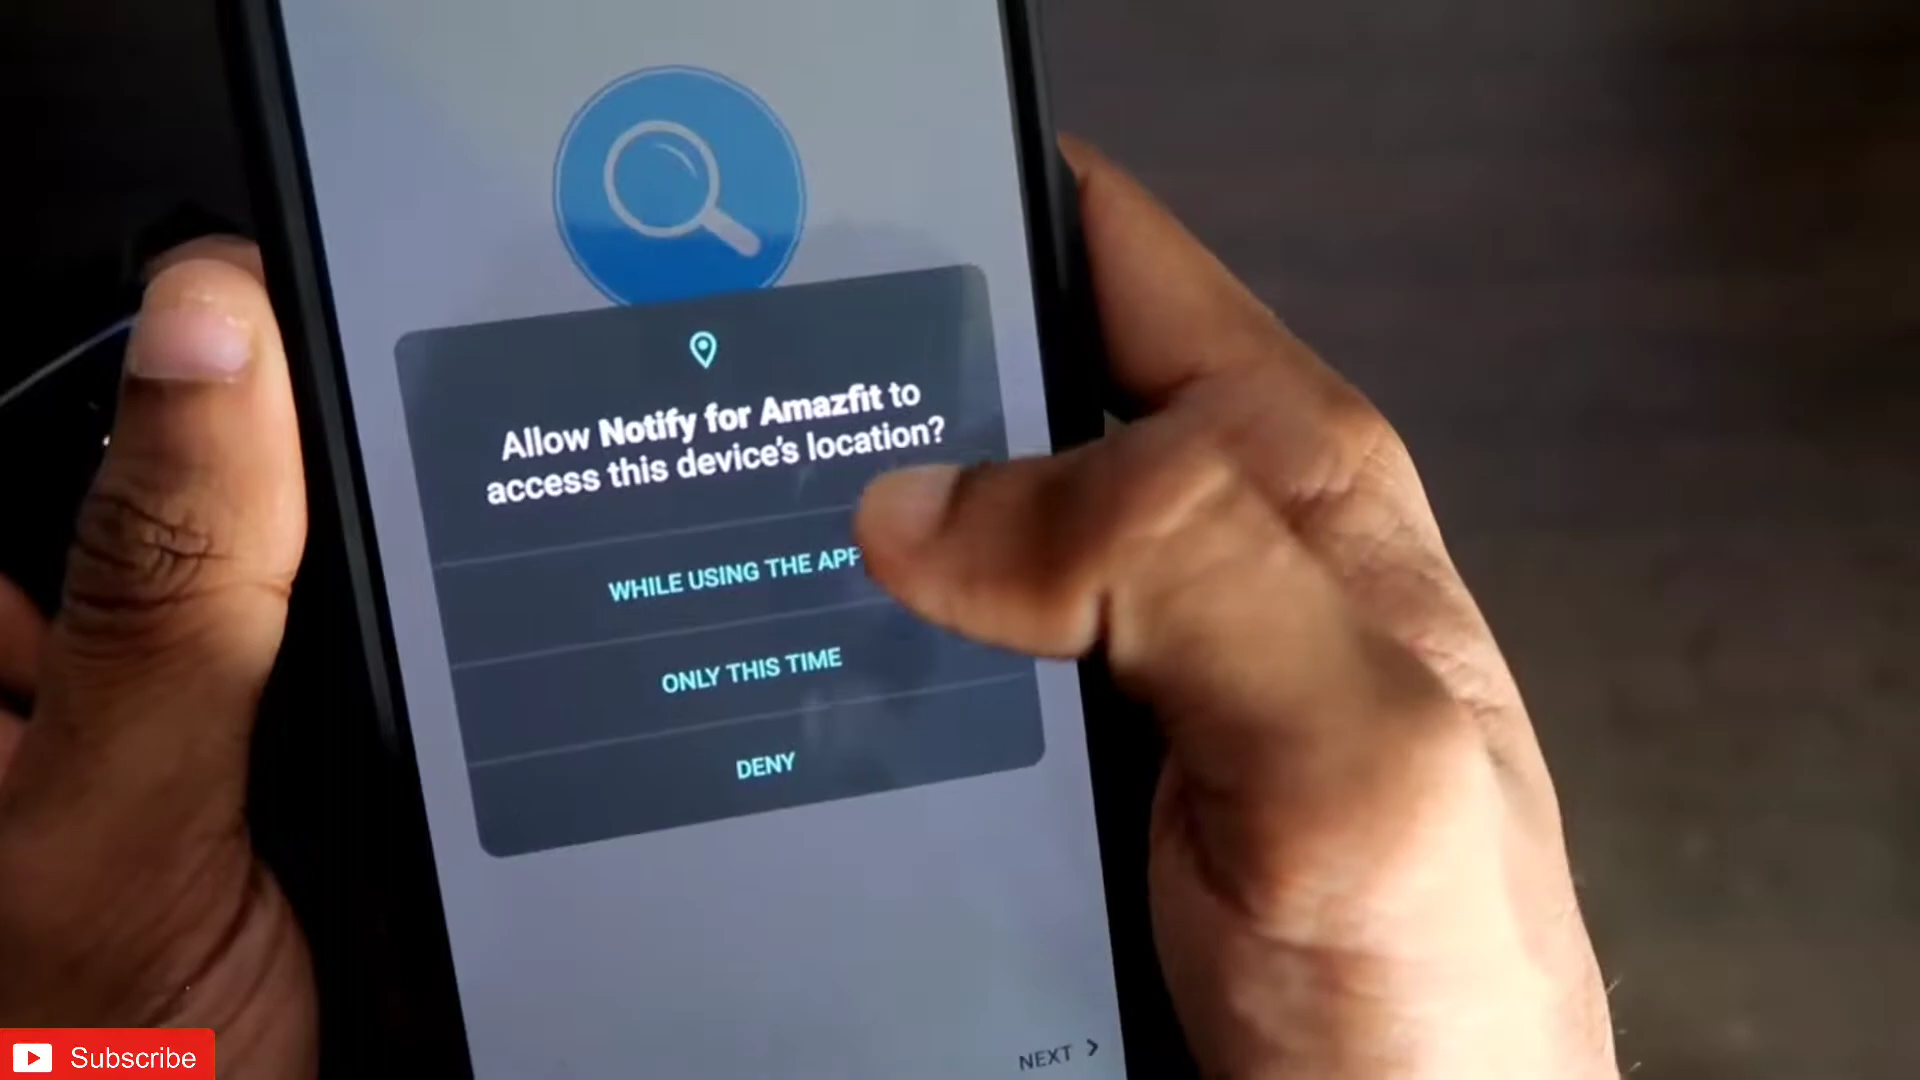 Allow Notify for Amazfit to
access this device's location?
WHILE USING THE APP
ONLY THIS TIME
DENY
NEXT
Subscribe